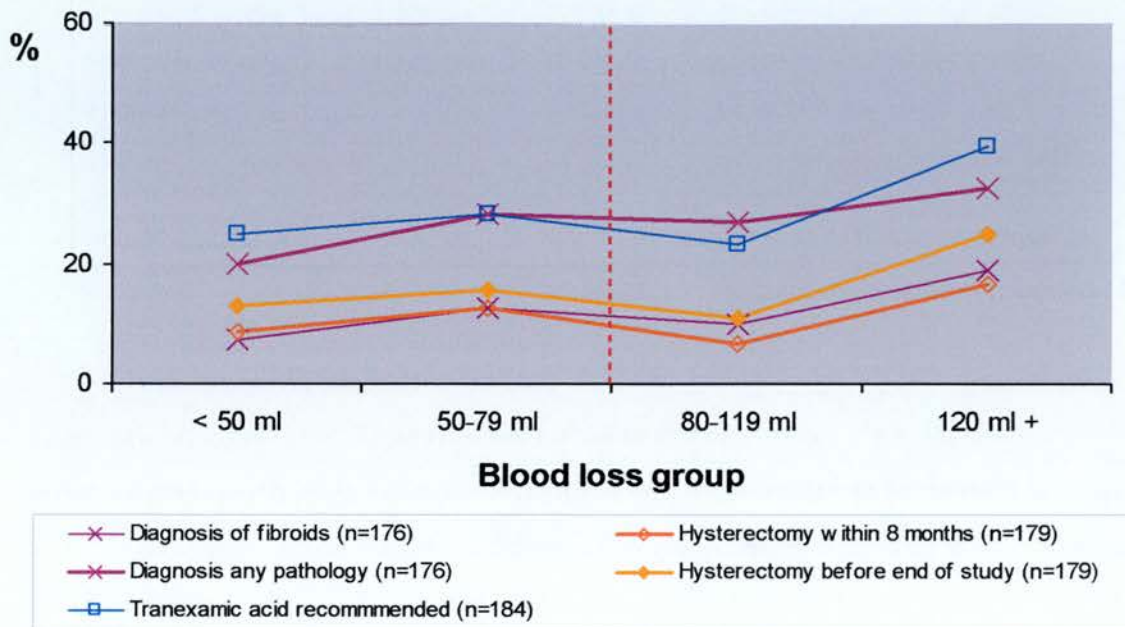 60
%
40
20
0
< 50 ml 50-79 ml 80-119 ml 120 ml +
Blood loss group
Diagnosis of fibroids (n=176) Hysterectomy within 8 months (n=179)
Diagnosis any pathology (n=176) Hysterectomy before end of study (n=179)
Tranexamic acid recommmended (n=184)